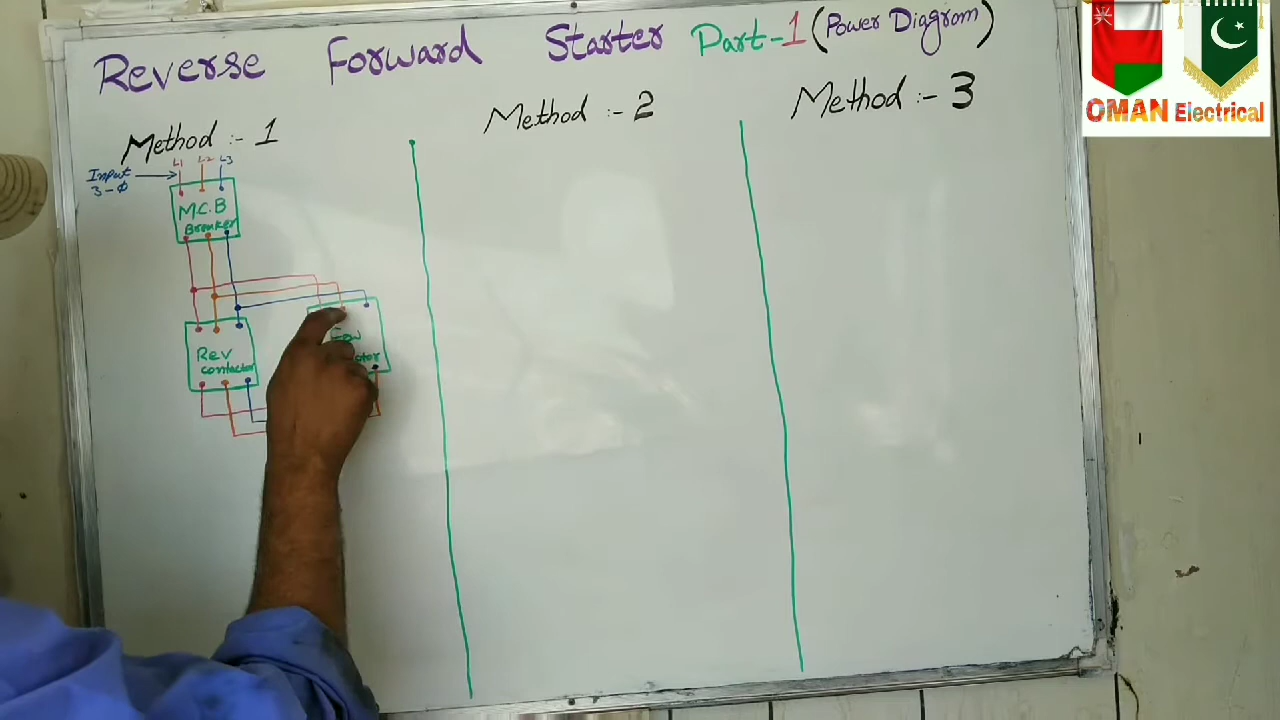 Reverse Forward Starter Part-1 (Power Diagram)
Method :- 1
Method :- 2
Method :- 3
L1 L2 L3
Input
3-Φ
M.C.B
Breaker
Rev
contactor
Fow
OMAN Electrical